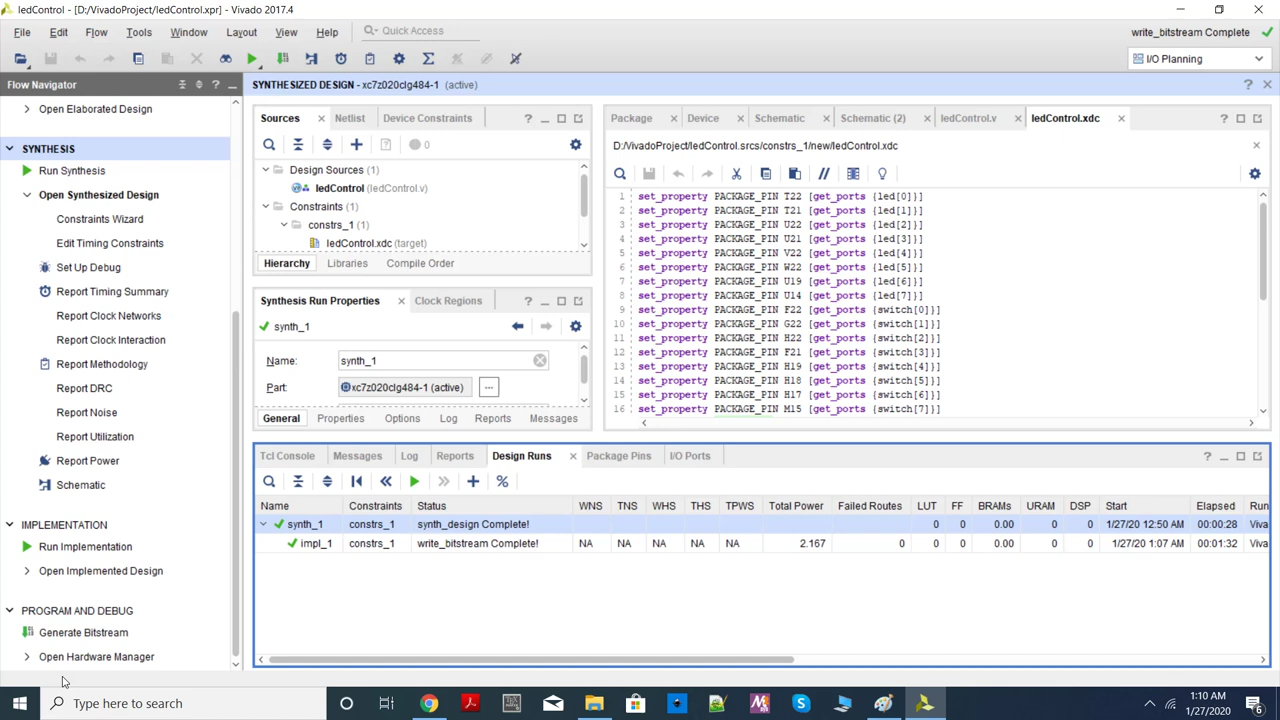 ledControl - [D:/VivadoProject/ledControl.xpr] - Vivado 2017.4
File Edit Flow Tools Window Layout View Help Quick Access
write_bitstream Complete
I/O Planning
Flow Navigator
Open Elaborated Design
SYNTHESIS
Run Synthesis
Open Synthesized Design
Constraints Wizard
Edit Timing Constraints
Set Up Debug
Report Timing Summary
Report Clock Networks
Report Clock Interaction
Report Methodology
Report DRC
Report Noise
Report Utilization
Report Power
Schematic
IMPLEMENTATION
Run Implementation
Open Implemented Design
PROGRAM AND DEBUG
Generate Bitstream
Open Hardware Manager
SYNTHESIZED DESIGN - xc7z020clg484-1 (active)
Sources Netlist Device Constraints
0
Design Sources (1)
ledControl (ledControl.v)
Constraints (1)
constrs_1 (1)
ledControl.xdc (target)
Hierarchy Libraries Compile Order
Synthesis Run Properties Clock Regions
synth_1
Name: synth_1
Part: xc7z020clg484-1 (active)
General Properties Options Log Reports Messages
Package Device Schematic Schematic (2) ledControl.v ledControl.xdc
D:/VivadoProject/ledControl.srcs/constrs_1/new/ledControl.xdc
1 set_property PACKAGE_PIN T22 [get_ports {led[0]}]
2 set_property PACKAGE_PIN T21 [get_ports {led[1]}]
3 set_property PACKAGE_PIN U22 [get_ports {led[2]}]
4 set_property PACKAGE_PIN U21 [get_ports {led[3]}]
5 set_property PACKAGE_PIN V22 [get_ports {led[4]}]
6 set_property PACKAGE_PIN W22 [get_ports {led[5]}]
7 set_property PACKAGE_PIN U19 [get_ports {led[6]}]
8 set_property PACKAGE_PIN U14 [get_ports {led[7]}]
9 set_property PACKAGE_PIN F22 [get_ports {switch[0]}]
10 set_property PACKAGE_PIN G22 [get_ports {switch[1]}]
11 set_property PACKAGE_PIN H22 [get_ports {switch[2]}]
12 set_property PACKAGE_PIN F21 [get_ports {switch[3]}]
13 set_property PACKAGE_PIN H19 [get_ports {switch[4]}]
14 set_property PACKAGE_PIN H18 [get_ports {switch[5]}]
15 set_property PACKAGE_PIN H17 [get_ports {switch[6]}]
16 set_property PACKAGE_PIN M15 [get_ports {switch[7]}]
Tcl Console Messages Log Reports Design Runs Package Pins I/O Ports
Name Constraints Status WNS TNS WHS THS TPWS Total Power Failed Routes LUT FF BRAMs URAM DSP Start Elapsed Run
synth_1 constrs_1 synth_design Complete! 0 0 0.00 0 0 1/27/20 12:50 AM 00:00:28 Viva
impl_1 constrs_1 write_bitstream Complete! NA NA NA NA NA 2.167 0 0 0 0.00 0 0 1/27/20 1:07 AM 00:01:32 Viva
Type here to search
1:10 AM
1/27/2020
6